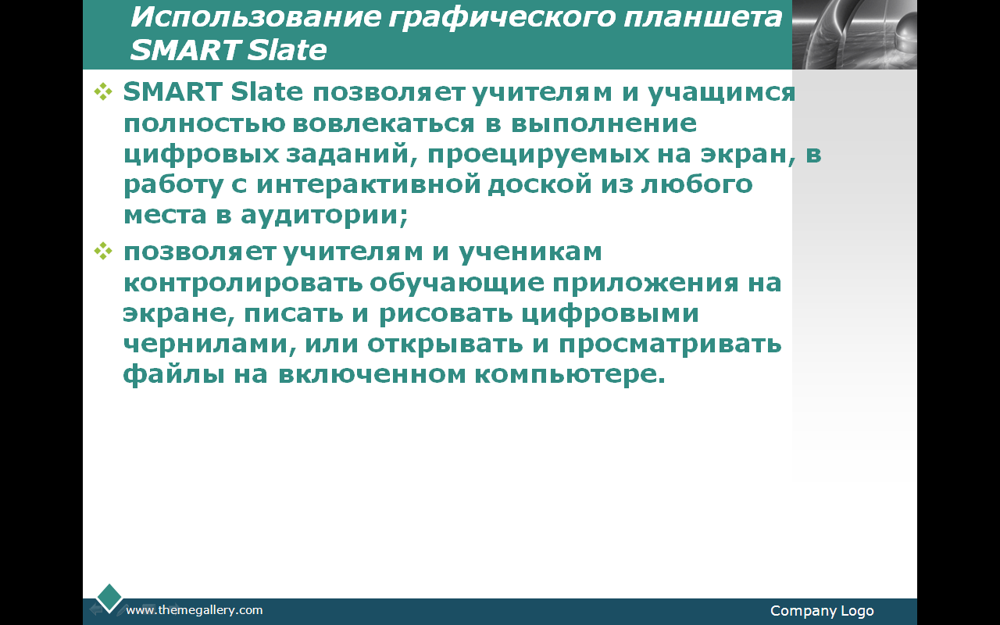 Использование графического планшета
SMART Slate
SMART Slate позволяет учителям и учащимся
полностью вовлекаться в выполнение
цифровых заданий, проецируемых на экран, в
работу с интерактивной доской из любого
места в аудитории;
позволяет учителям и ученикам
контролировать обучающие приложения на
экране, писать и рисовать цифровыми
чернилами, или открывать и просматривать
файлы на включенном компьютере.
www.themegallery.com
Company Logo